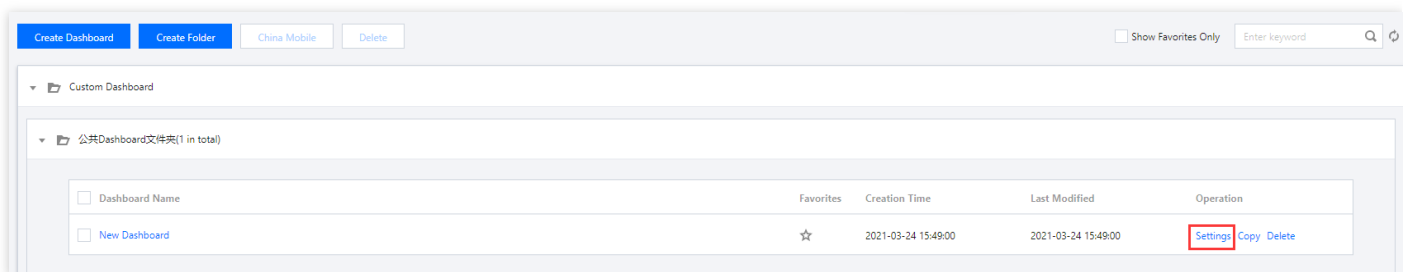 Create Dashboard Create Folder China Mobile Delete Show Favorites Only Enter keyword
Custom Dashboard
公共Dashboard文件夹(1 in total)
Dashboard Name Favorites Creation Time Last Modified Operation
New Dashboard 2021-03-24 15:49:00 2021-03-24 15:49:00 Settings Copy Delete